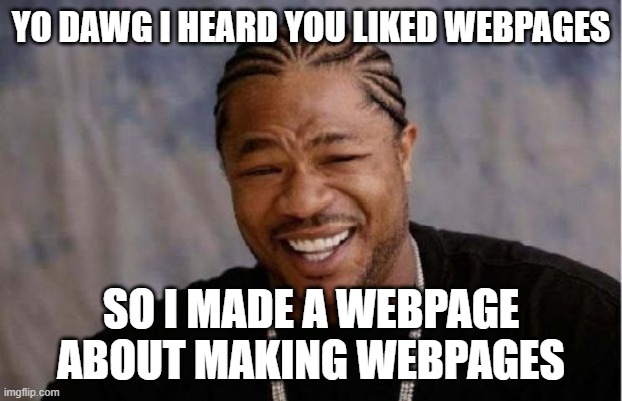 YO DAWG I HEARD YOU LIKED WEBPAGES
SO I MADE A WEBPAGE
ABOUT MAKING WEBPAGES
imgflip.com